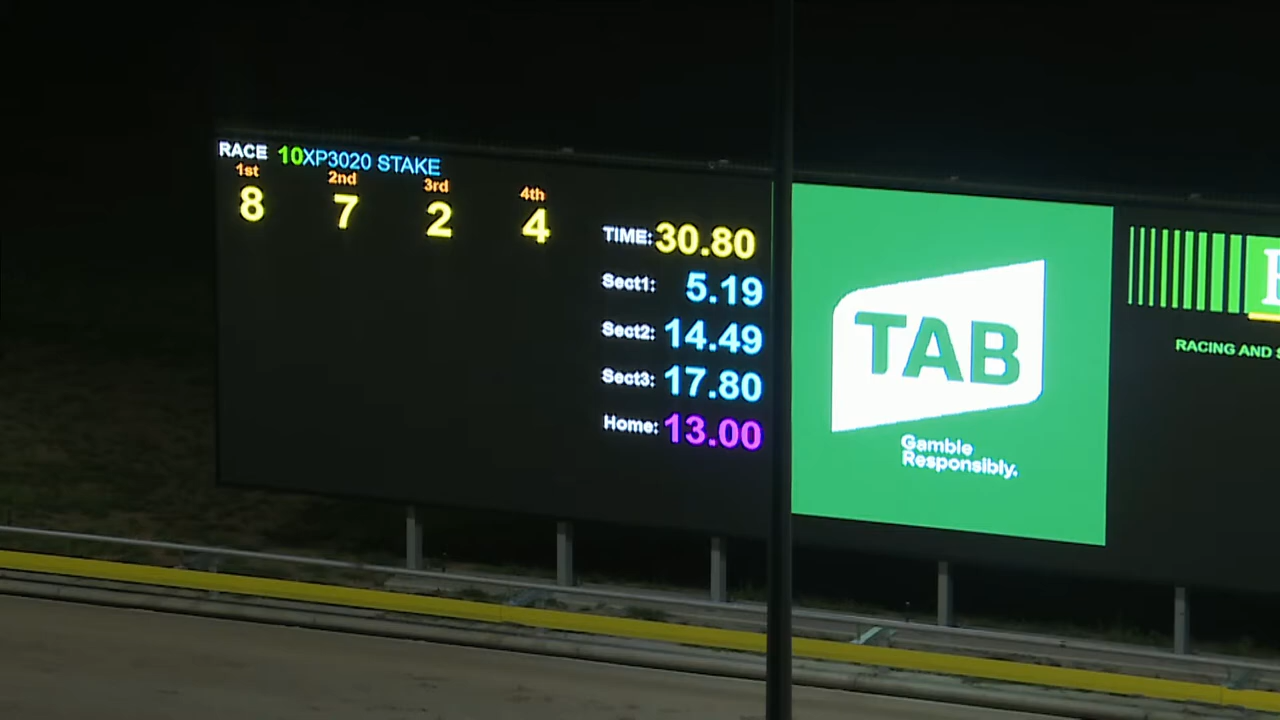 RACE 10XP3020 STAKE
1st 2nd 3rd 4th
8 7 2 4
TIME: 30.80
Sect1: 5.19
Sect2: 14.49
Sect3: 17.80
Home: 13.00
TAB
Gamble
Responsibly.
RACING AND